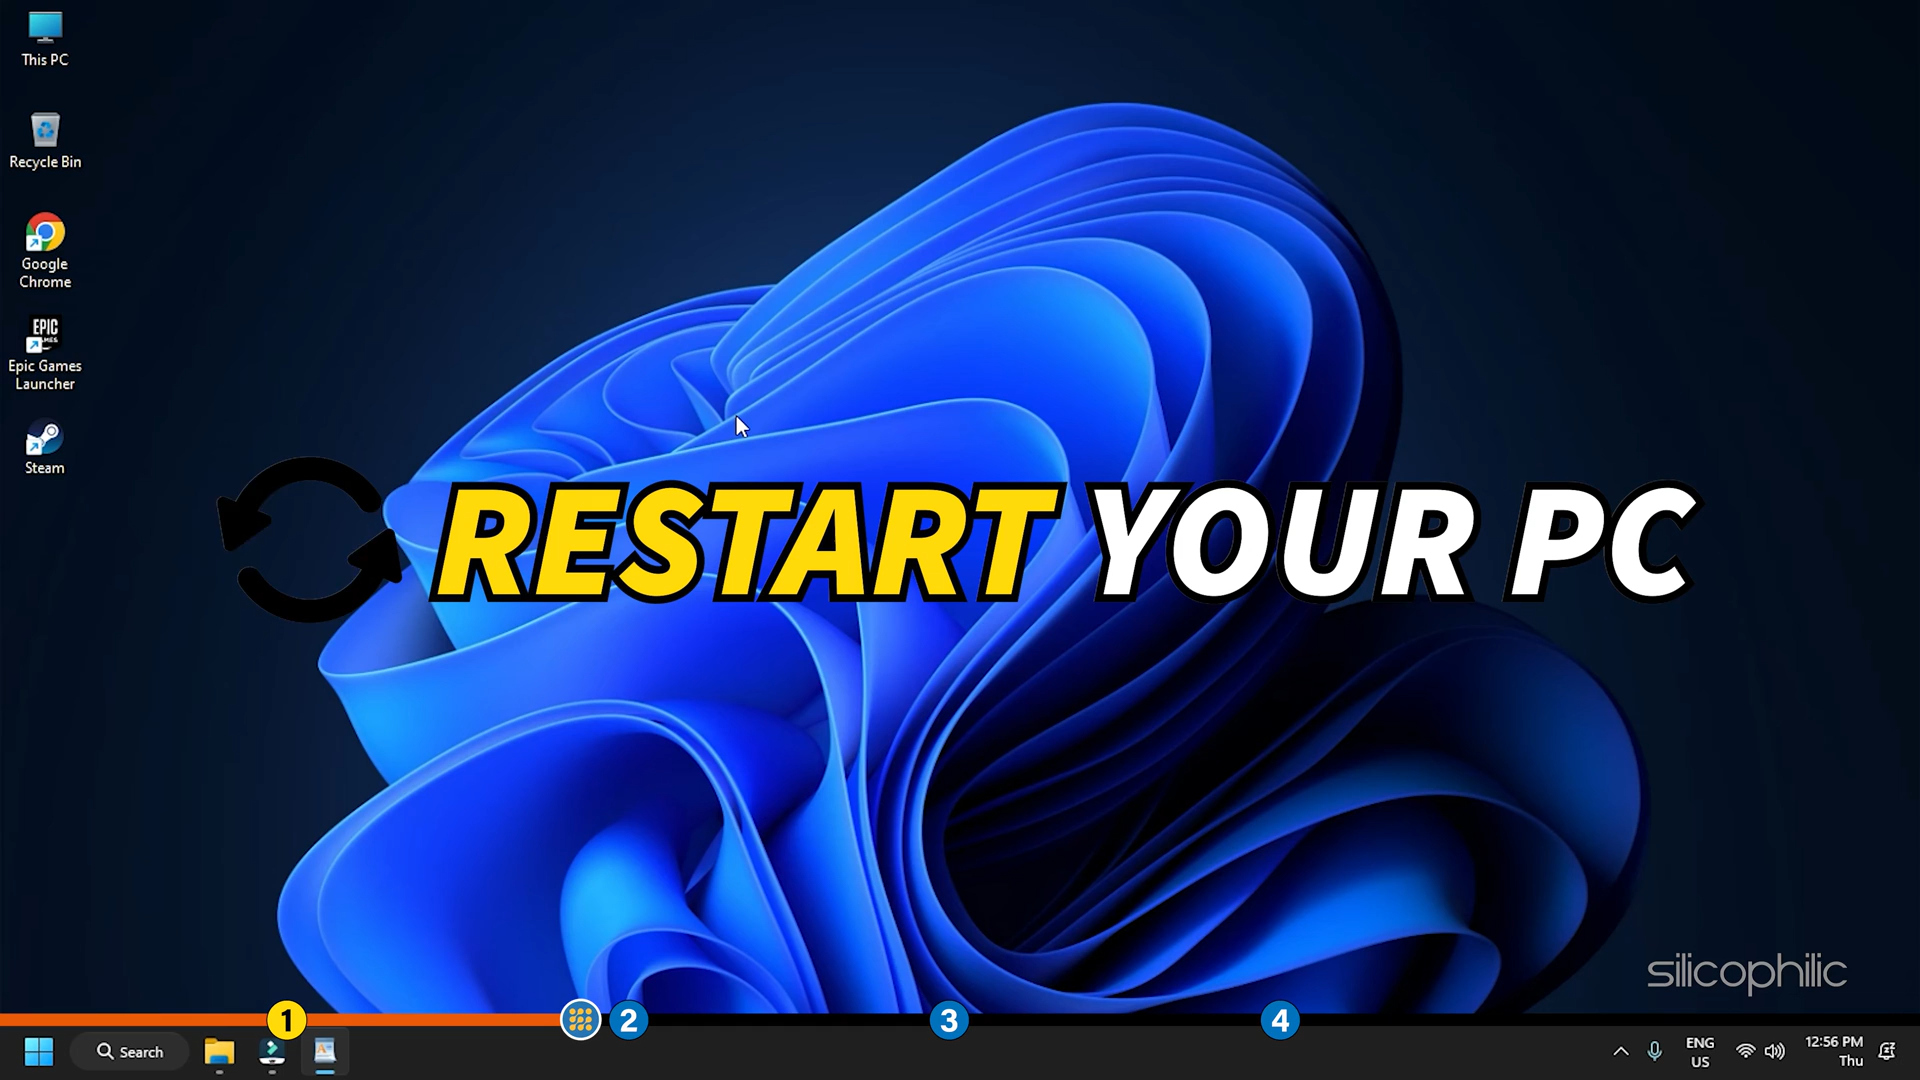 This PC
Recycle Bin
Google
Chrome
EPIC
Epic Games
Launcher
Steam
RESTART YOUR PC
silicophilic
1
2
3
4
Search
ENG
US
12:56 PM
Thu